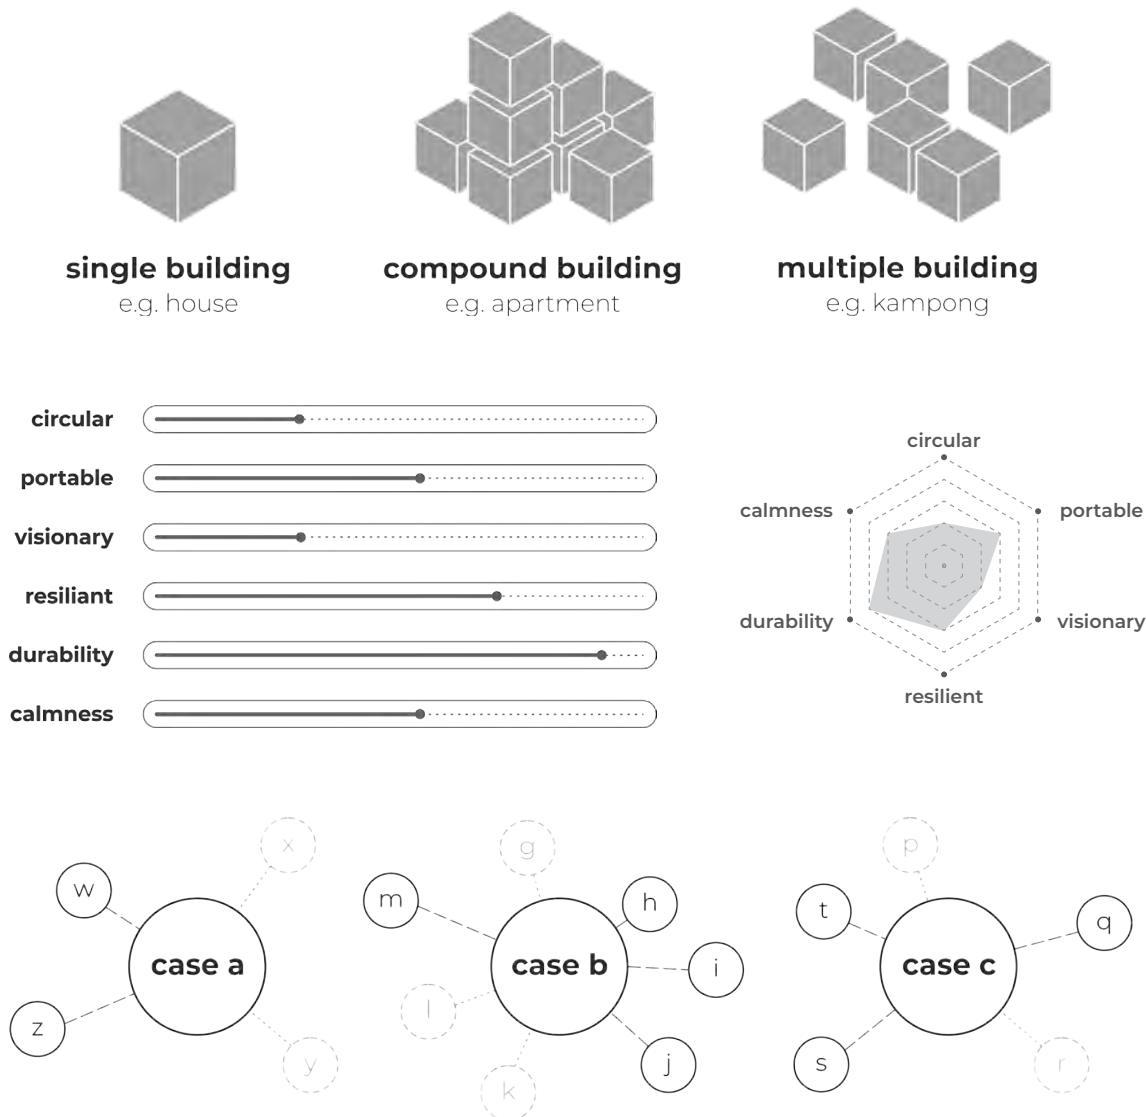 single building
e.g. house
compound building
e.g. apartment
multiple building
e.g. kampong
circular
portable
visionary
resiliant
durability
calmness
circular
calmness
portable
durability
visionary
resilient
x
w
case a
z
y
g
m
h
case b
i
l
j
k
p
t
q
case c
s
r